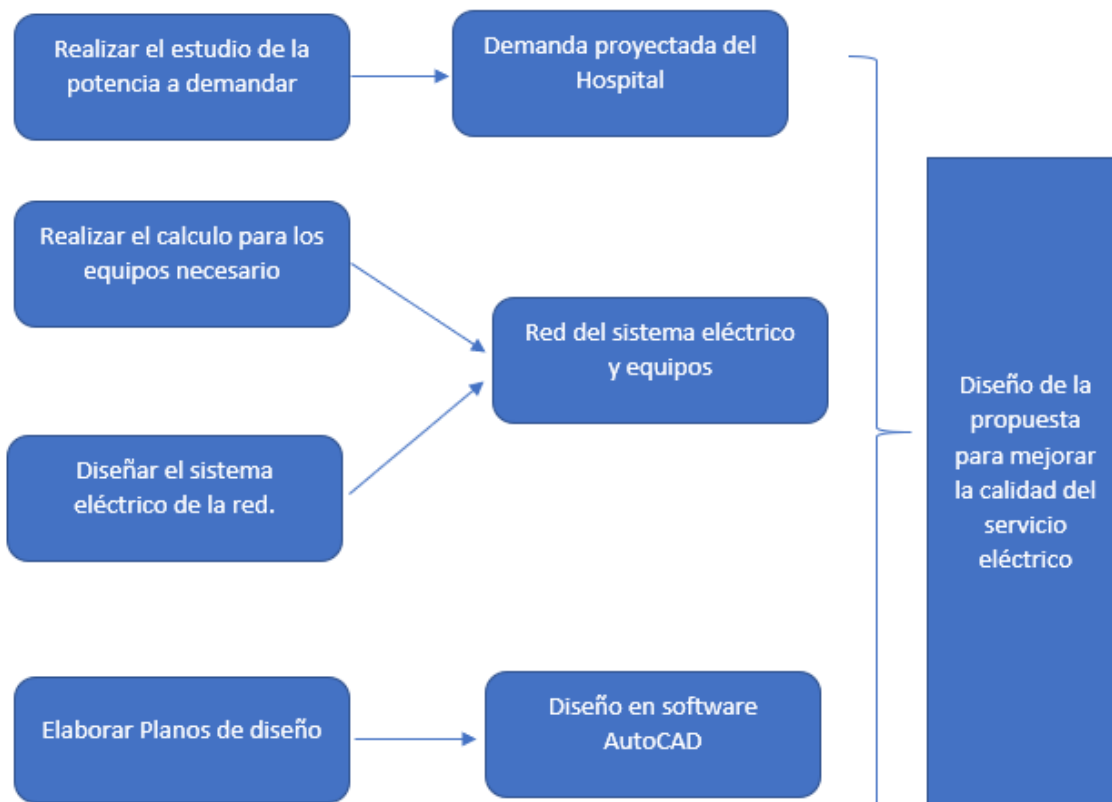 Realizar el estudio de la
potencia a demandar
Demanda proyectada del
Hospital
Realizar el calculo para los
equipos necesario
Red del sistema eléctrico
y equipos
Diseñar el sistema
eléctrico de la red.
Elaborar Planos de diseño
Diseño en software
AutoCAD
Diseño de la
propuesta
para mejorar
la calidad del
servicio
eléctrico